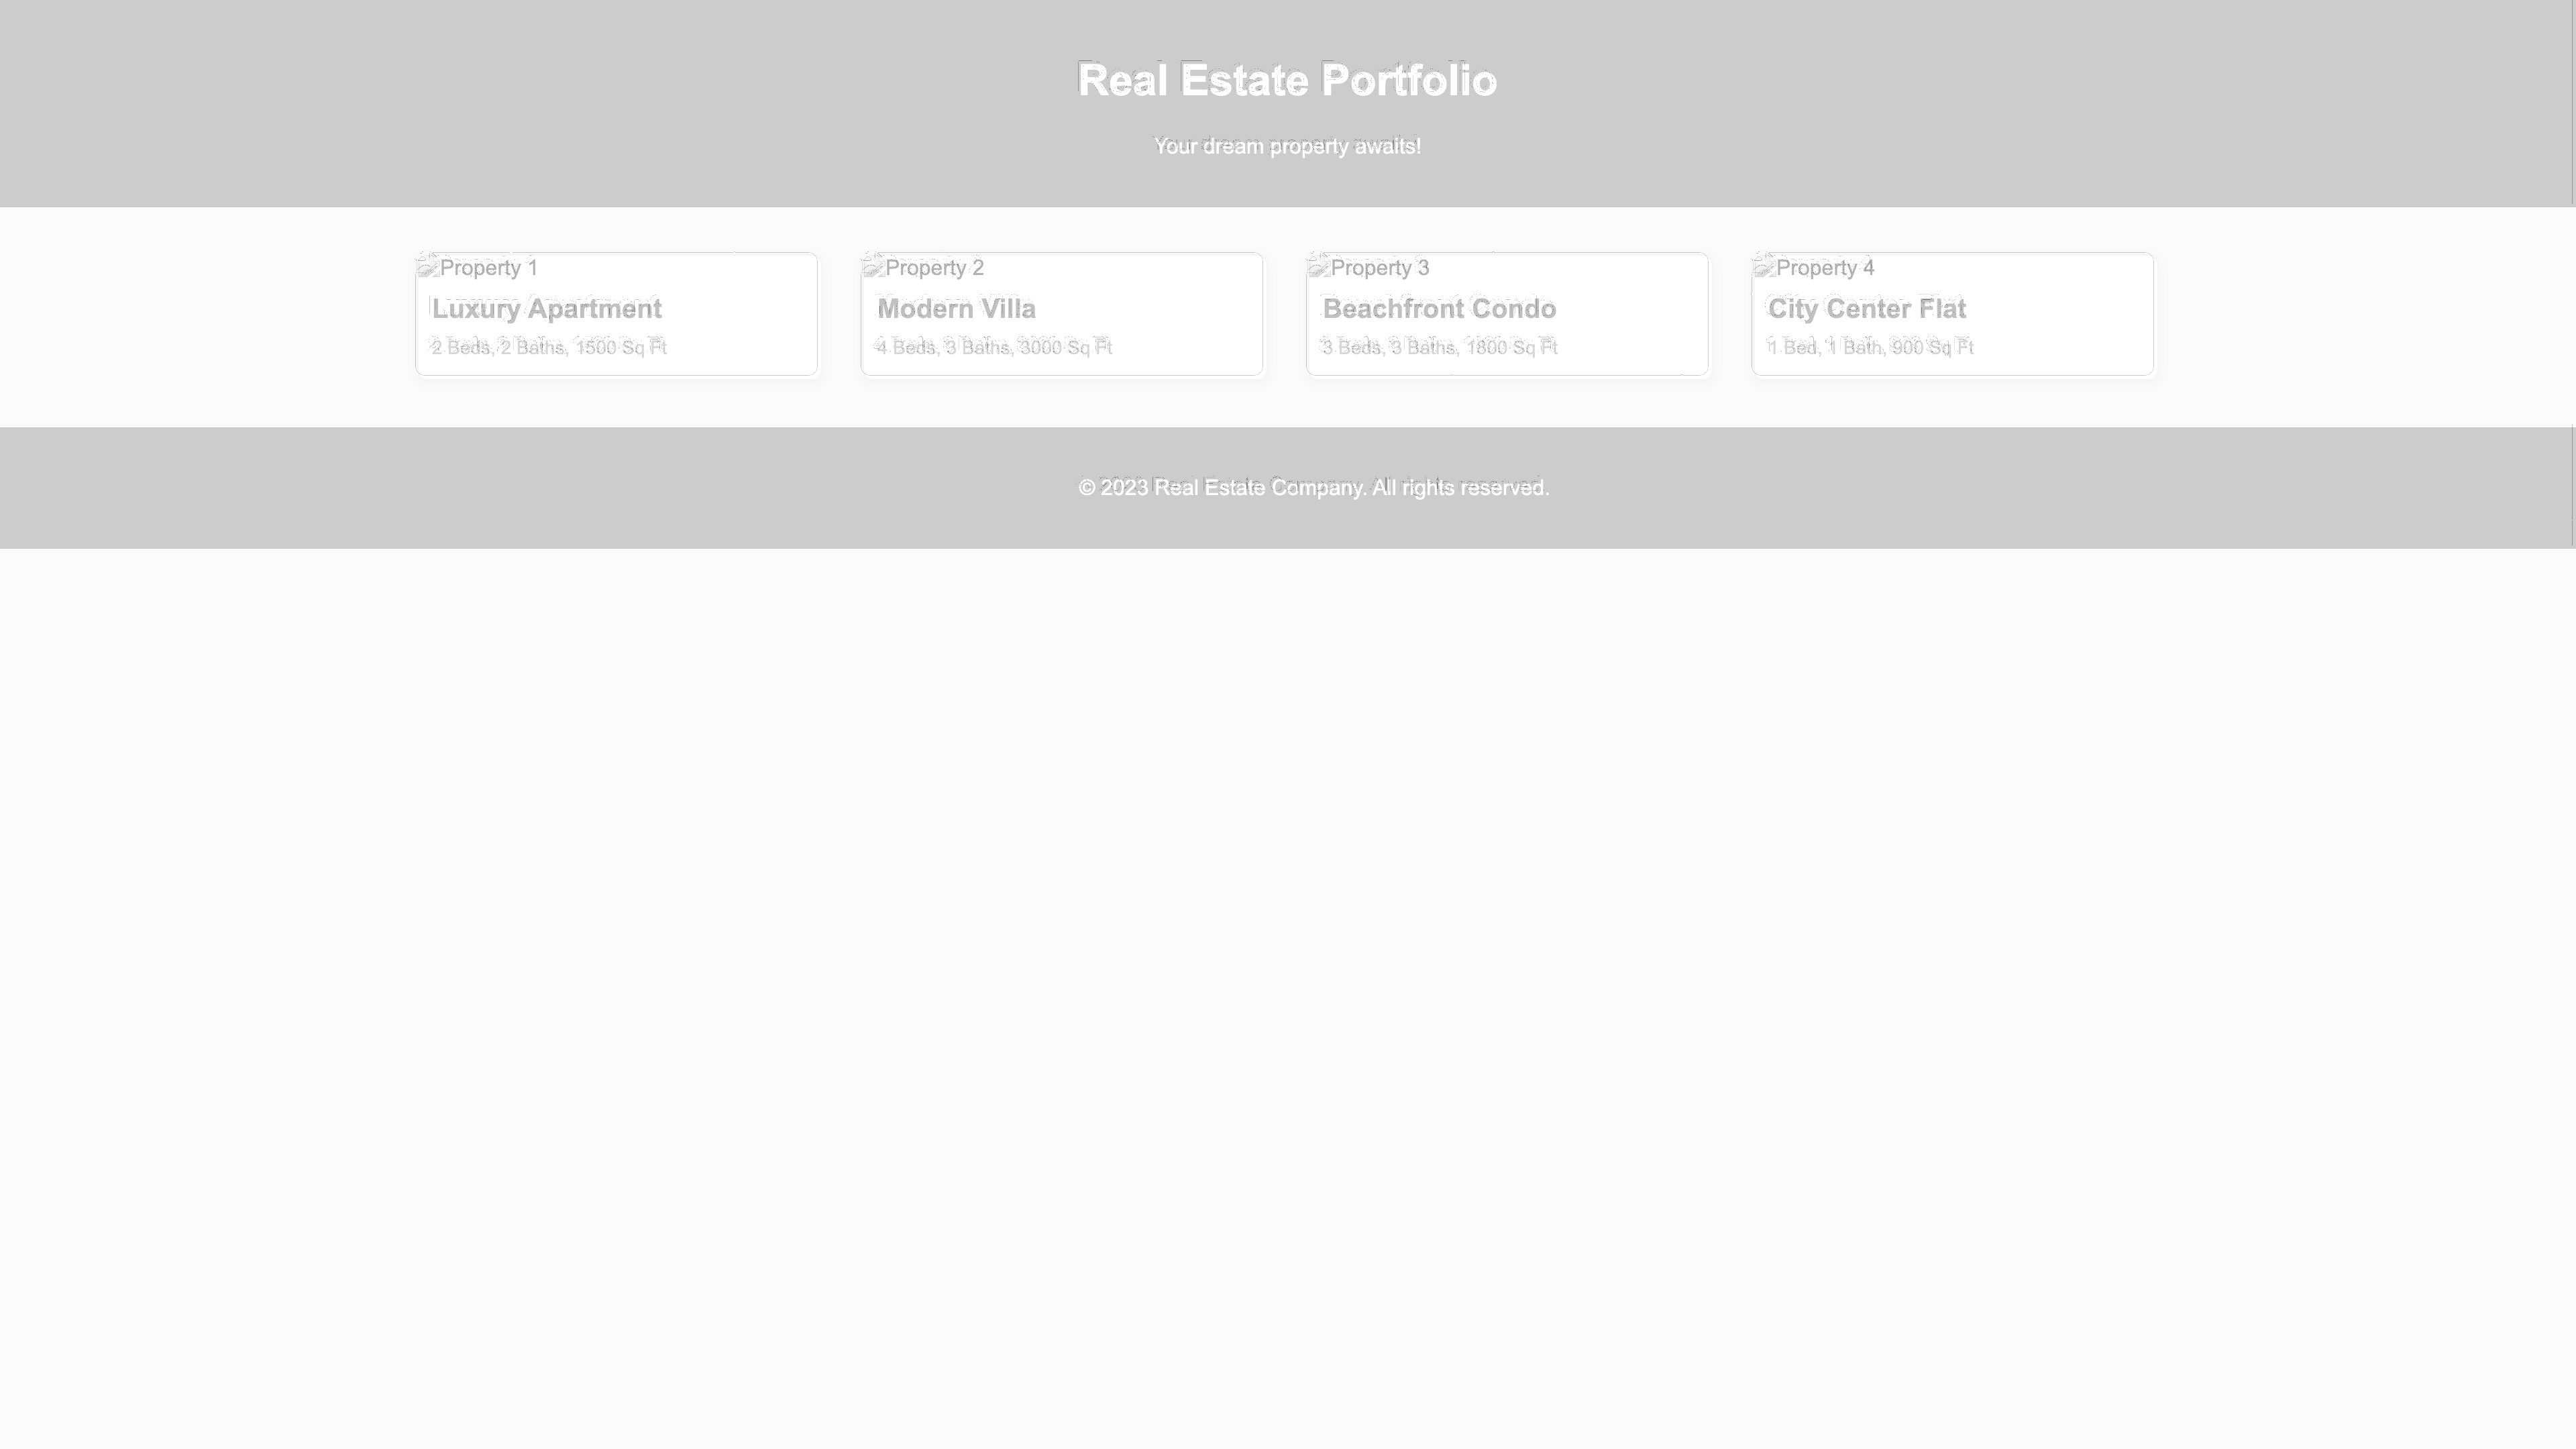 Real Estate Portfolio
Your dream property awaits!
Property 1
Luxury Apartment
2 Beds, 2 Baths, 1500 Sq Ft
Property 2
Modern Villa
4 Beds, 3 Baths, 3000 Sq Ft
Property 3
Beachfront Condo
3 Beds, 3 Baths, 1800 Sq Ft
Property 4
City Center Flat
1 Bed, 1 Bath, 900 Sq Ft
© 2023 Real Estate Company. All rights reserved.